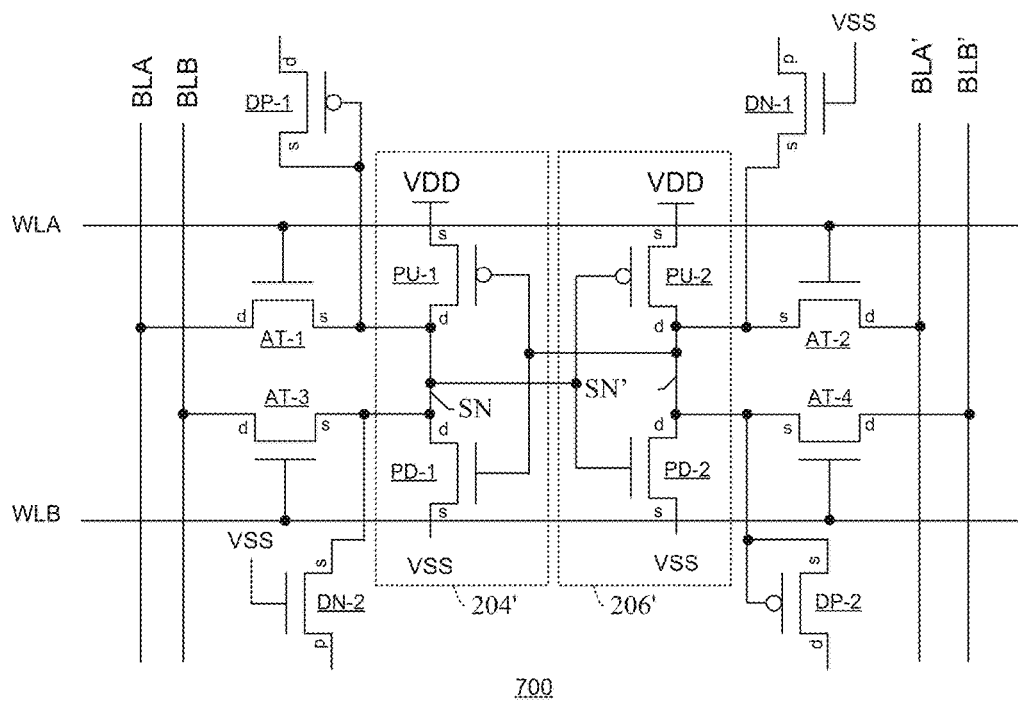 BLA
BLB
d
DP-1
s
VSS
p
DN-1
s
BLA'
BLB'
WLA
VDD
VDD
s
s
PU-1
PU-2
d
d
d
s
s
d
AT-1
AT-2
AT-3
SN
SN'
AT-4
d
s
d
d
s
d
PD-1
PD-2
s
s
WLB
VSS
VSS
VSS
s
DN-2
p
204'
206'
s
DP-2
d
700